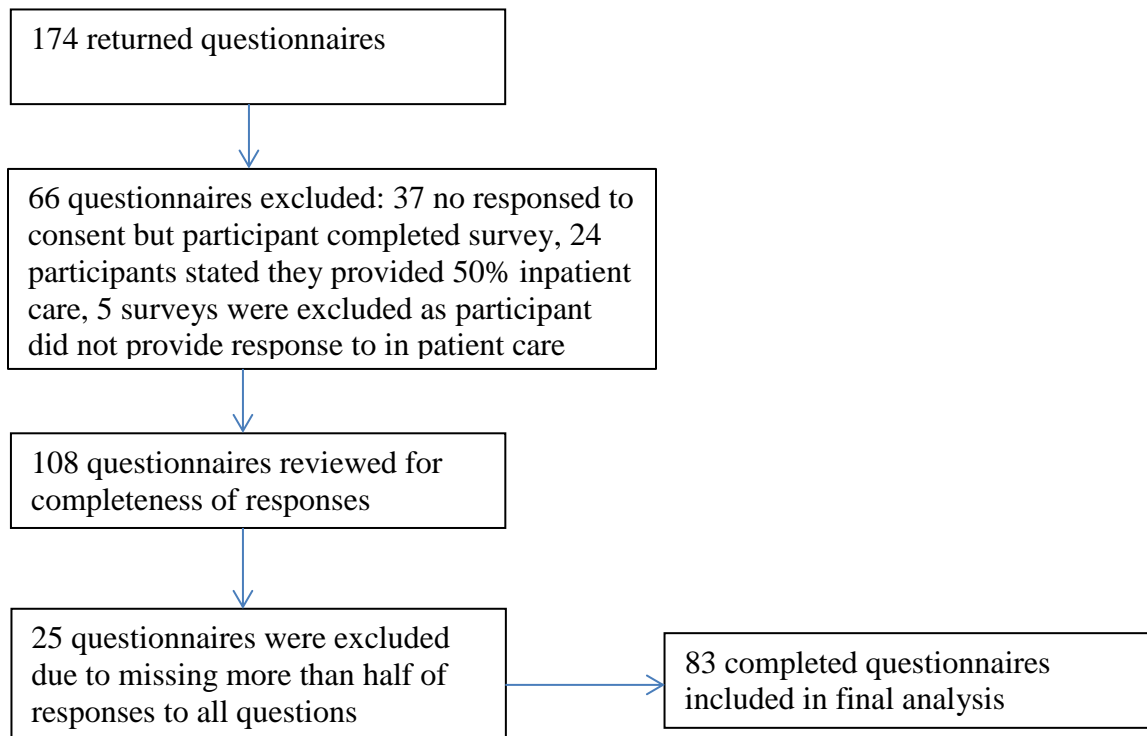 174 returned questionnaires
66 questionnaires excluded: 37 no responsed to
consent but participant completed survey, 24
participants stated they provided 50% inpatient
care, 5 surveys were excluded as participant
did not provide response to in patient care
108 questionnaires reviewed for
completeness of responses
25 questionnaires were excluded
due to missing more than half of
responses to all questions
83 completed questionnaires
included in final analysis